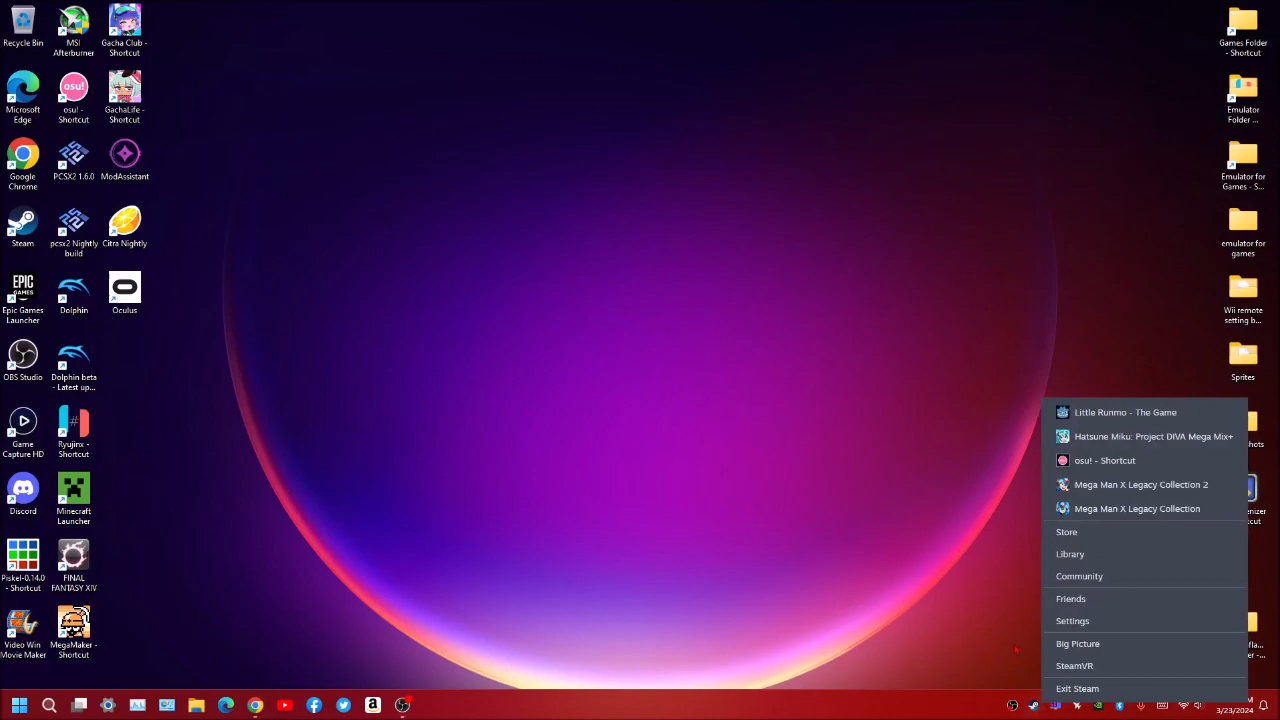 Recycle Bin
MSI
Afterburner
Gacha Club -
Shortcut
Microsoft
Edge
osu! -
Shortcut
GachaLife -
Shortcut
Google
Chrome
PCSX2 1.6.0
ModAssistant
Steam
pcsx2 Nightly
build
Citra Nightly
EPIC
GAMES
Epic Games
Launcher
Dolphin
Oculus
OBS Studio
Dolphin beta
- Latest up...
Game
Capture HD
Ryujinx -
Shortcut
Discord
Minecraft
Launcher
Piskel-0.14.0
- Shortcut
FINAL
FANTASY XIV
Video Win
Movie Maker
MegaMaker -
Shortcut
Games Folder
- Shortcut
Emulator
Folder ...
Emulator for
Games - S...
emulator for
games
Wii remote
setting b...
Sprites
Little Runmo - The Game
Hatsune Miku: Project DIVA Mega Mix+
osu! - Shortcut
Mega Man X Legacy Collection 2
Mega Man X Legacy Collection
Store
Library
Community
Friends
Settings
Big Picture
SteamVR
Exit Steam
3/23/2024